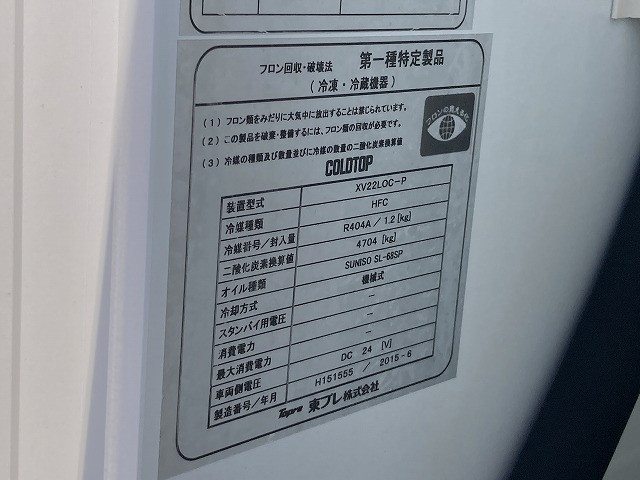 フロン回収・破壊法 第一種特定製品
(冷凍・冷蔵機器)
(1) フロン類をみだりに大気中に放出することは禁じられています。
(2) この製品を廃棄・整備するには、フロン類の回収が必要です。
(3) 冷媒の種類及び数量並びに冷媒の数量の二酸化炭素換算値
フロンの見える化
COLDTOP
装置型式 XV22LOC-P
冷媒種類 HFC
冷媒番号/封入量 R404A / 1.2 [kg]
二酸化炭素換算値 4704 [kg]
オイル種類 SUNISO SL-68SP
冷却方式 機械式
スタンバイ用電圧 -
消費電力 -
最大消費電力 -
車両側電圧 DC 24 [V]
製造番号/年月 H151555 / 2015-6
Topre 東プレ株式会社